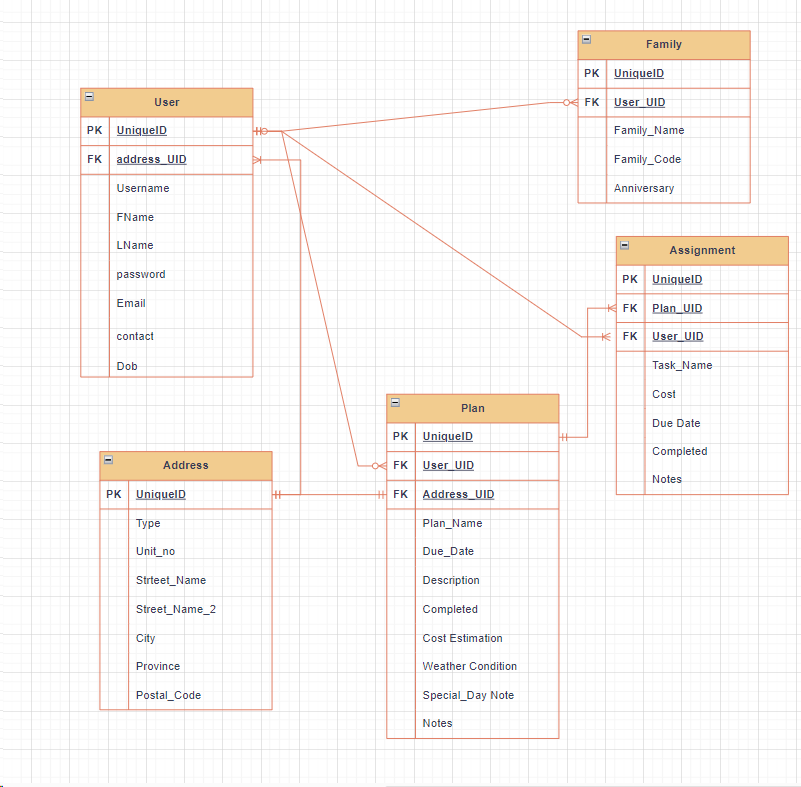 Family
PK UniqueID
FK User_UID
Family_Name
Family_Code
Anniversary
User
PK UniqueID
FK address_UID
Username
FName
LName
password
Email
contact
Dob
Assignment
PK UniqueID
FK Plan_UID
FK User_UID
Task_Name
Cost
Due Date
Completed
Notes
Plan
PK UniqueID
FK User_UID
FK Address_UID
Plan_Name
Due_Date
Description
Completed
Cost Estimation
Weather Condition
Special_Day Note
Notes
Address
PK UniqueID
Type
Unit_no
Strteet_Name
Street_Name_2
City
Province
Postal_Code